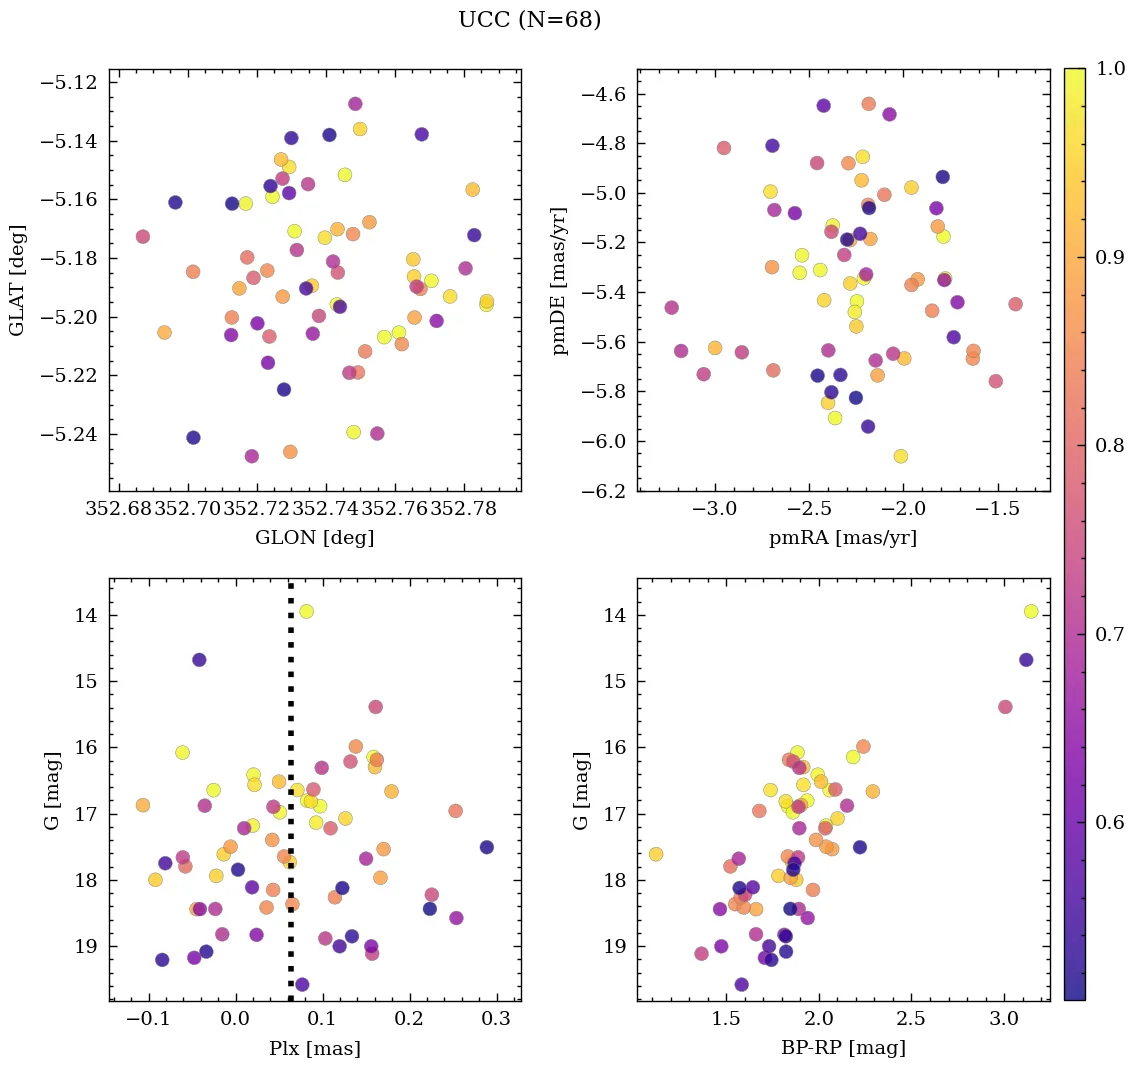 UCC (N=68)
−5.12
−5.14
−5.16
−5.18
−5.20
−5.22
−5.24
GLAT [deg]
352.68 352.70 352.72 352.74 352.76 352.78
GLON [deg]
−4.6
−4.8
−5.0
−5.2
−5.4
−5.6
−5.8
−6.0
−6.2
pmDE [mas/yr]
−3.0 −2.5 −2.0 −1.5
pmRA [mas/yr]
14
15
16
17
18
19
G [mag]
−0.1 0.0 0.1 0.2 0.3
Plx [mas]
14
15
16
17
18
19
G [mag]
1.5 2.0 2.5 3.0
BP-RP [mag]
1.0
0.9
0.8
0.7
0.6